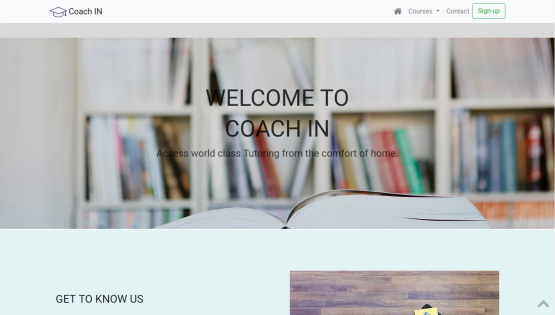 Coach IN
Courses
Contact
Sign-up
WELCOME TO
COACH IN
Access world class Tutoring from the comfort of home.
GET TO KNOW US